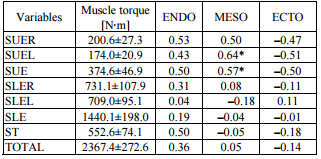 Variables Muscle torque [N·m] ENDO MESO ECTO
SUER 200.6±27.3 0.53 0.50 –0.47
SUEL 174.0±20.9 0.43 0.64* –0.51
SUE 374.6±46.9 0.50 0.57* –0.50
SLER 731.1±107.9 0.31 0.08 –0.11
SLEL 709.0±95.1 0.04 –0.18 0.11
SLE 1440.1±198.0 0.19 –0.04 –0.01
ST 552.6±74.1 0.50 –0.05 –0.18
TOTAL 2367.4±272.6 0.36 0.05 –0.14